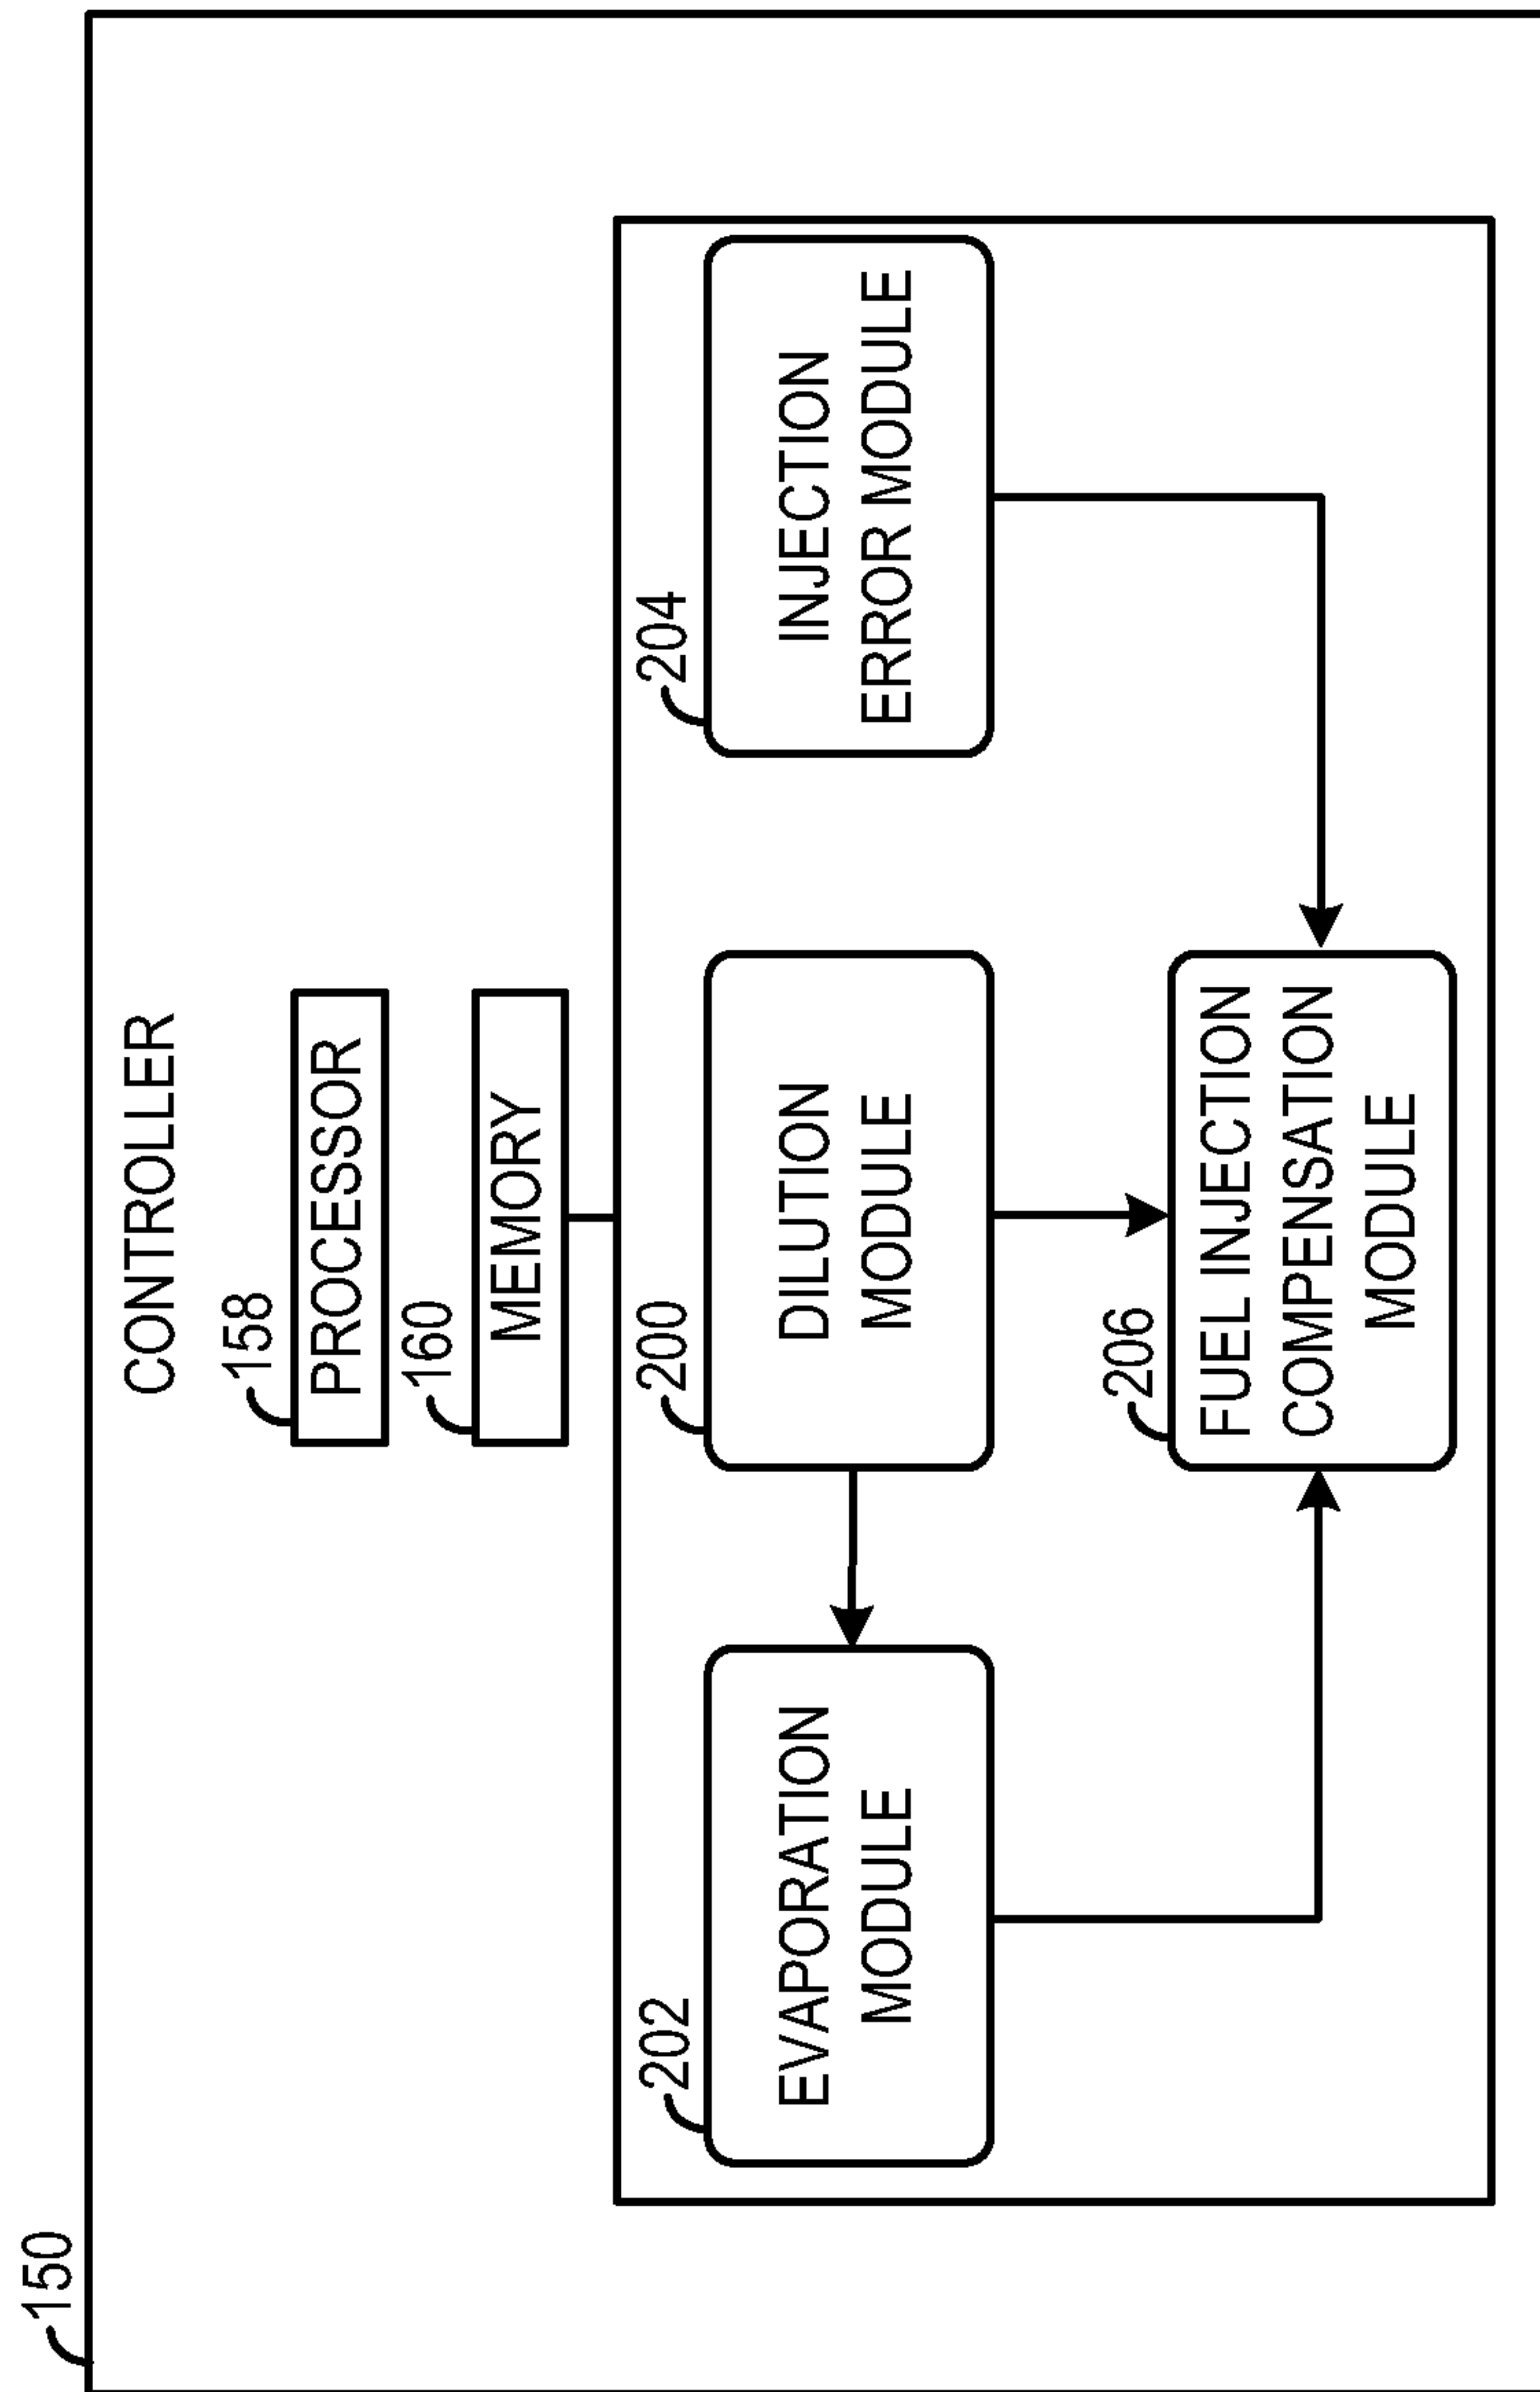 150
CONTROLLER
158
PROCESSOR
160
MEMORY
202
EVAPORATION
MODULE
200
DILUTION
MODULE
204
INJECTION
ERROR MODULE
206
FUEL INJECTION
COMPENSATION
MODULE